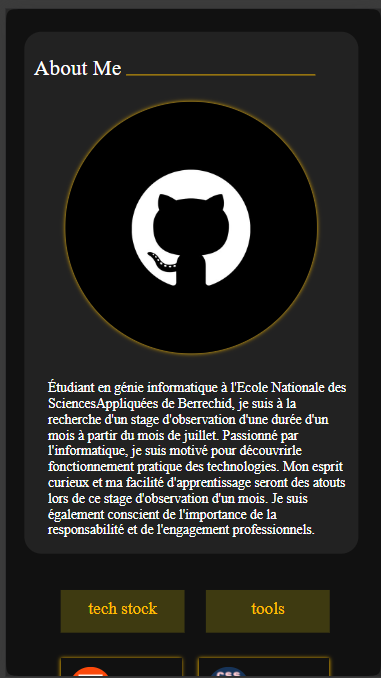 About Me
Étudiant en génie informatique à l'Ecole Nationale des
SciencesAppliquées de Berrechid, je suis à la
recherche d'un stage d'observation d'une durée d'un
mois à partir du mois de juillet. Passionné par
l'informatique, je suis motivé pour découvrirle
fonctionnement pratique des technologies. Mon esprit
curieux et ma facilité d'apprentissage seront des atouts
lors de ce stage d'observation d'un mois. Je suis
également conscient de l'importance de la
responsabilité et de l'engagement professionnels.
tech stock tools
CSS